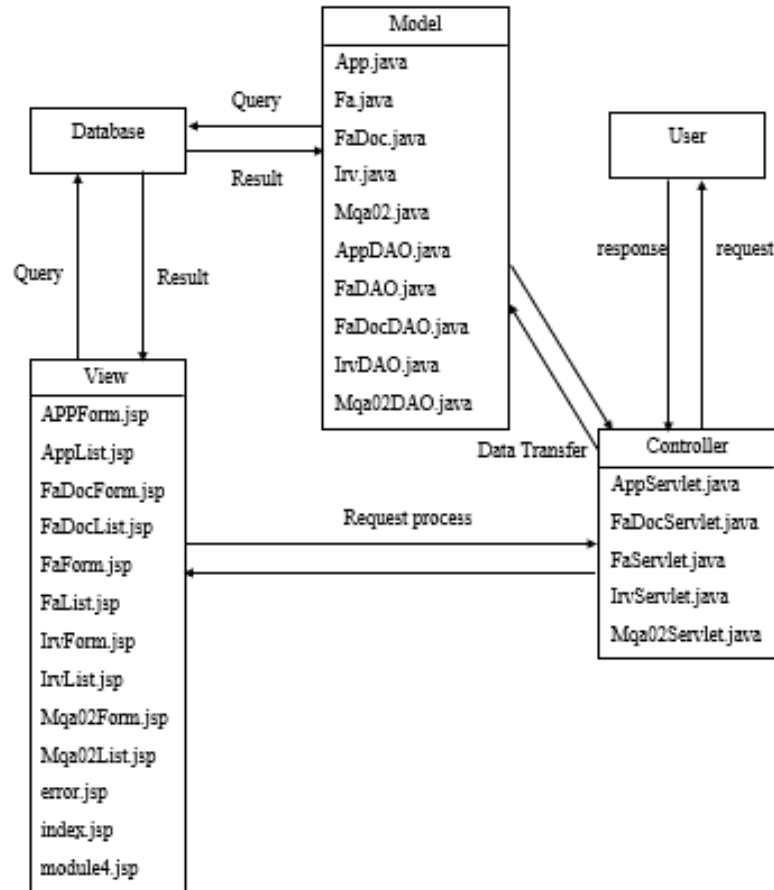 Model
App.java
Fa.java
FaDoc.java
Irv.java
Mqa02.java
AppDAO.java
FaDAO.java
FaDocDAO.java
IrvDAO.java
Mqa02DAO.java
Query
Database
Result
User
response
request
Query
Result
View
APPForm.jsp
AppList.jsp
FaDocForm.jsp
FaDocList.jsp
FaForm.jsp
FaList.jsp
IrvForm.jsp
IrvList.jsp
Mqa02Form.jsp
Mqa02List.jsp
error.jsp
index.jsp
module4.jsp
Data Transfer
Request process
Controller
AppServlet.java
FaDocServlet.java
FaServlet.java
IrvServlet.java
Mqa02Servlet.java